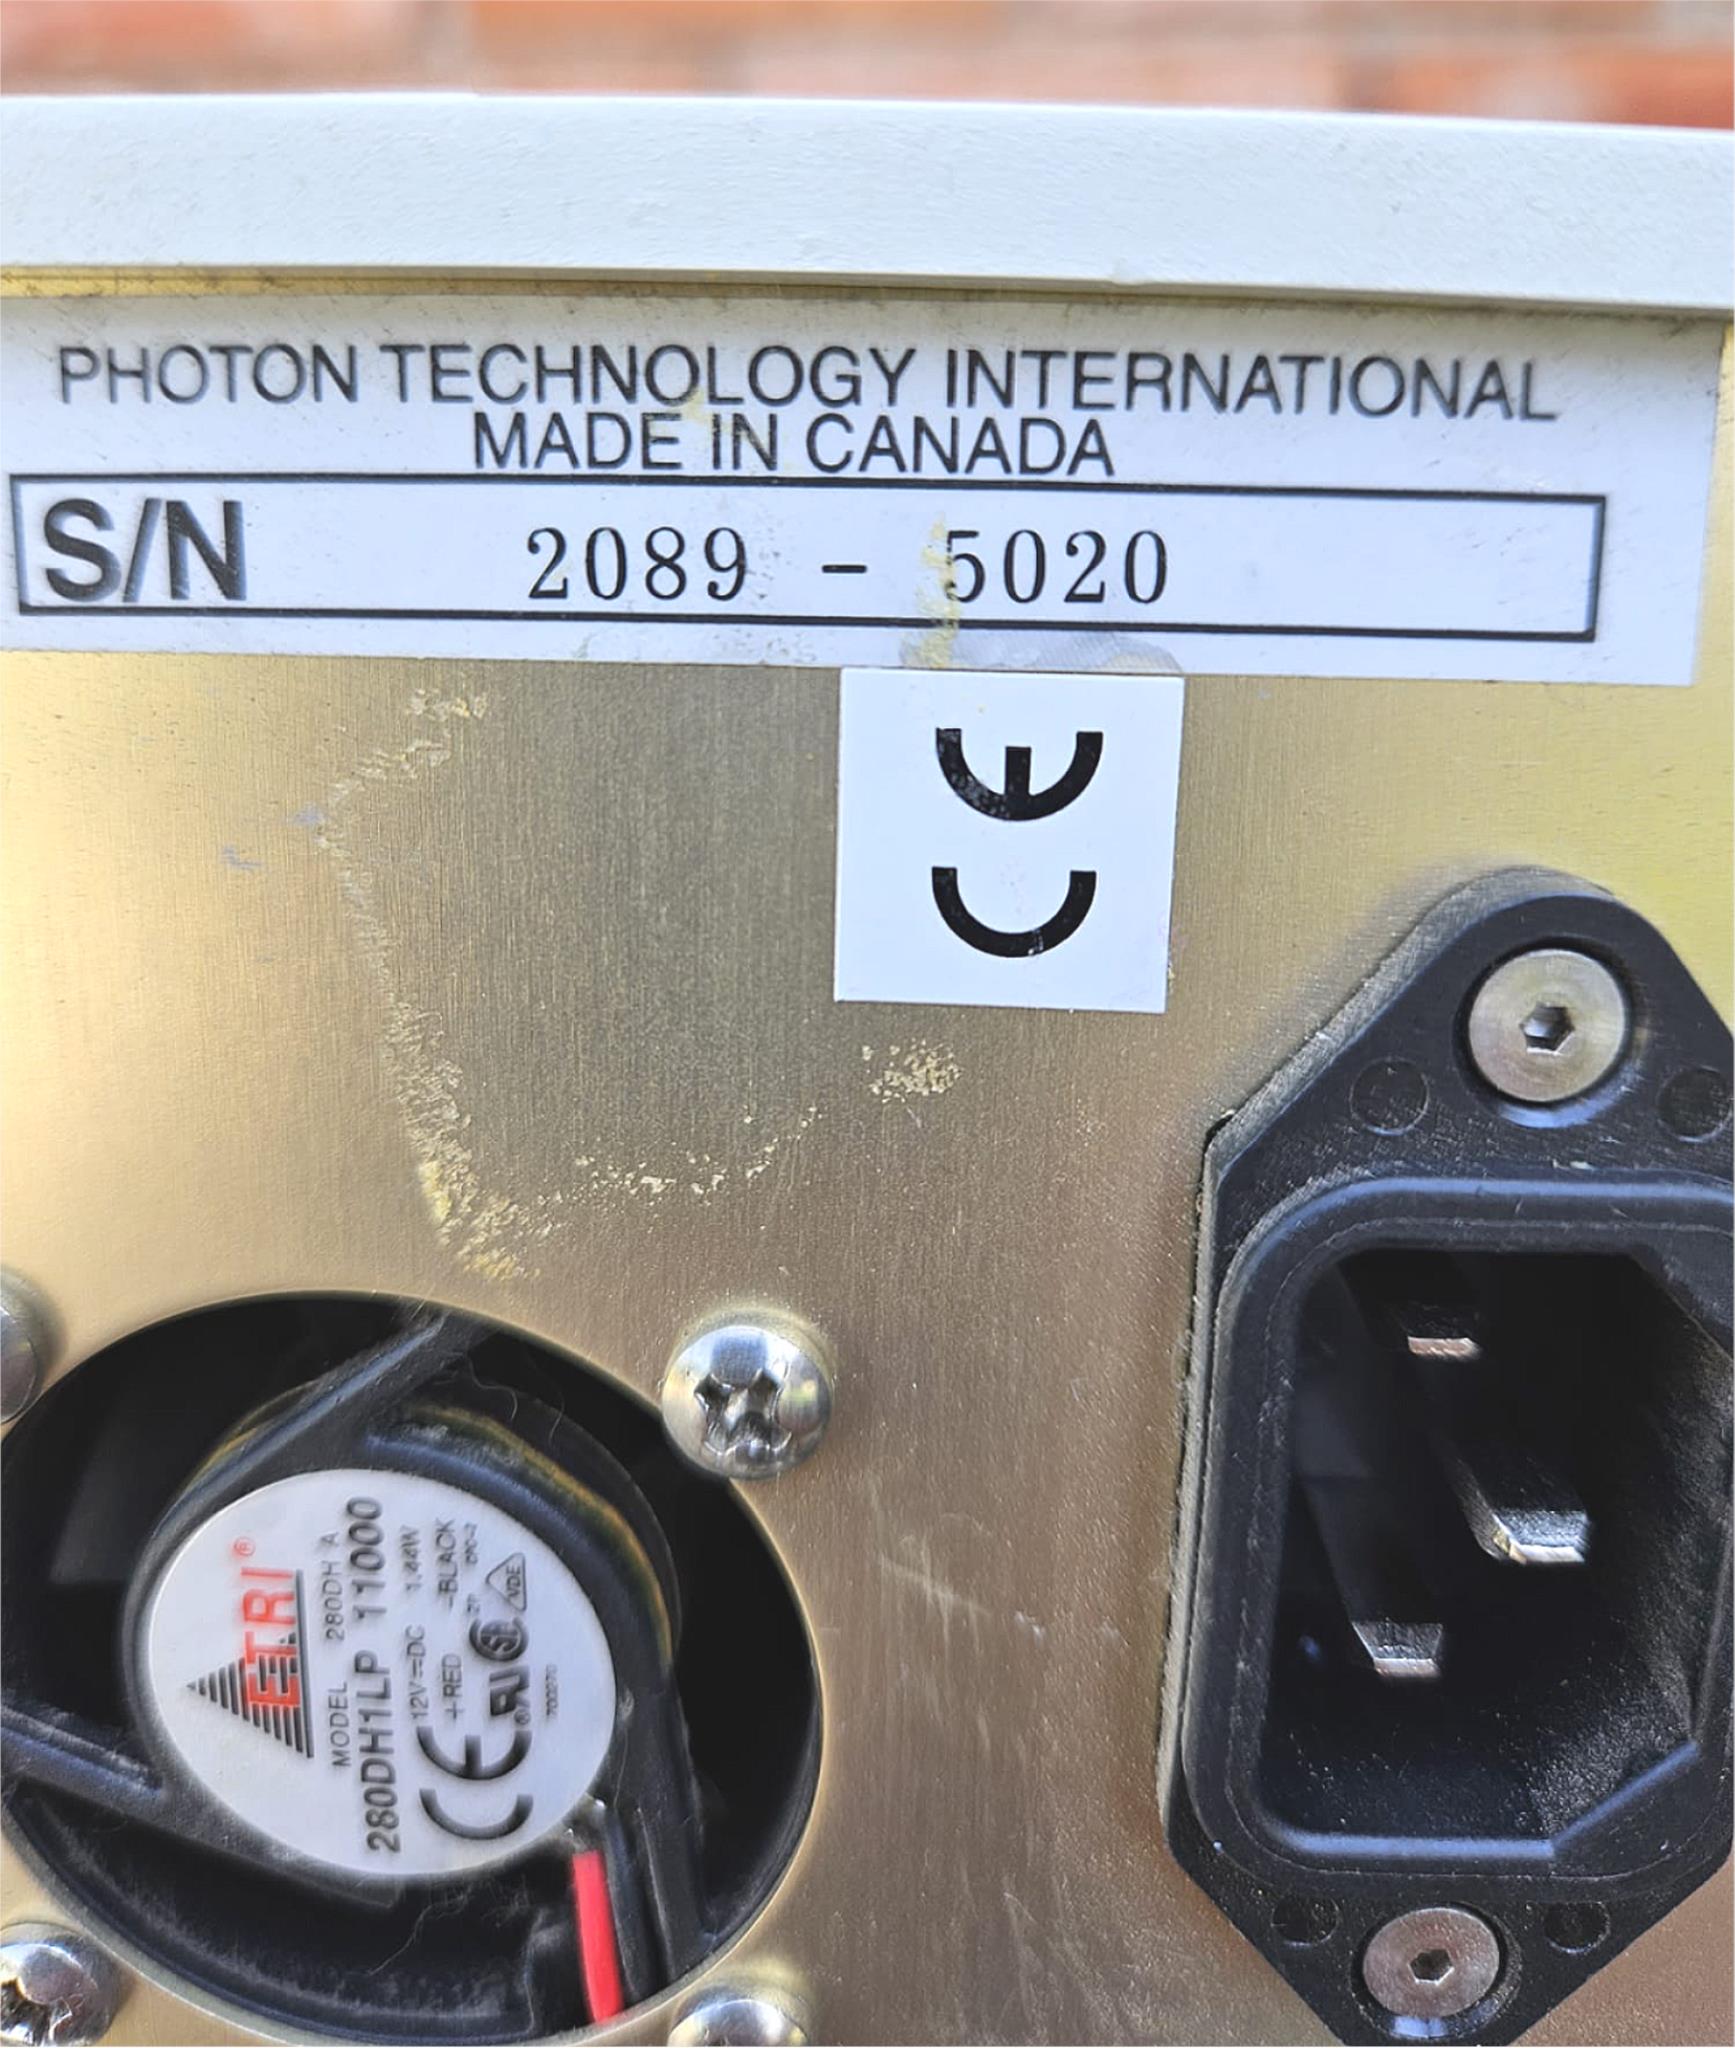 PHOTON TECHNOLOGY INTERNATIONAL
MADE IN CANADA
S/N 2089 - 5020
CE
ETRI®
MODEL 280DH A
280DH1LP 11000
12V⎓DC 1.44W
+RED -BLACK
CE
VDE